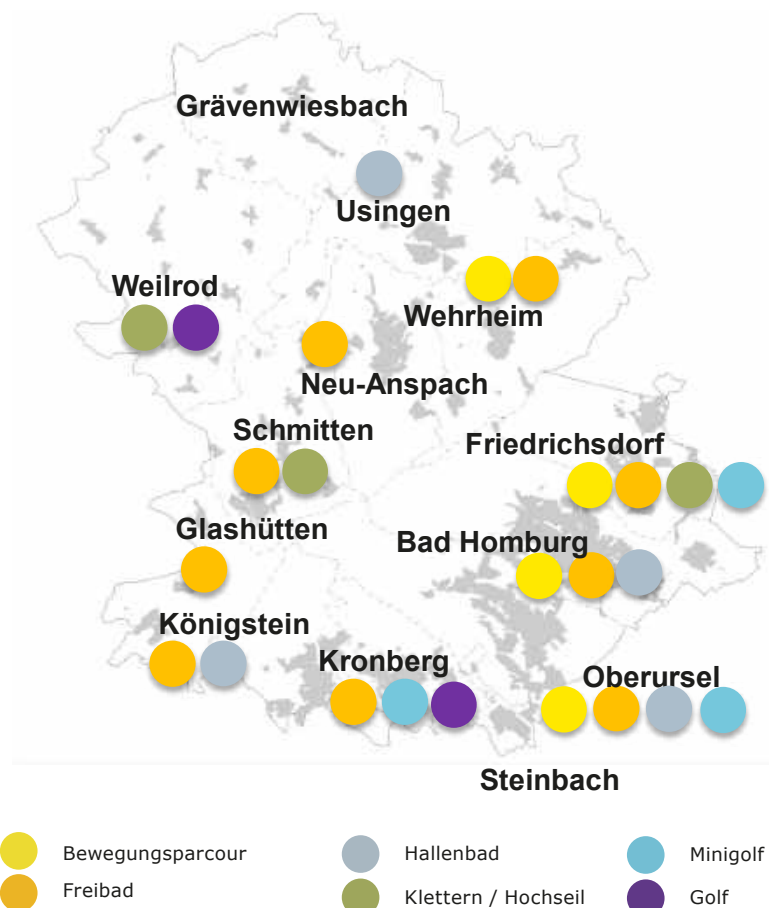 Grävenwiesbach
Usingen
Weilrod
Wehrheim
Neu-Anspach
Schmitten
Friedrichsdorf
Glashütten
Bad Homburg
Königstein
Kronberg
Oberursel
Steinbach
Bewegungsparcour
Hallenbad
Minigolf
Freibad
Klettern / Hochseil
Golf